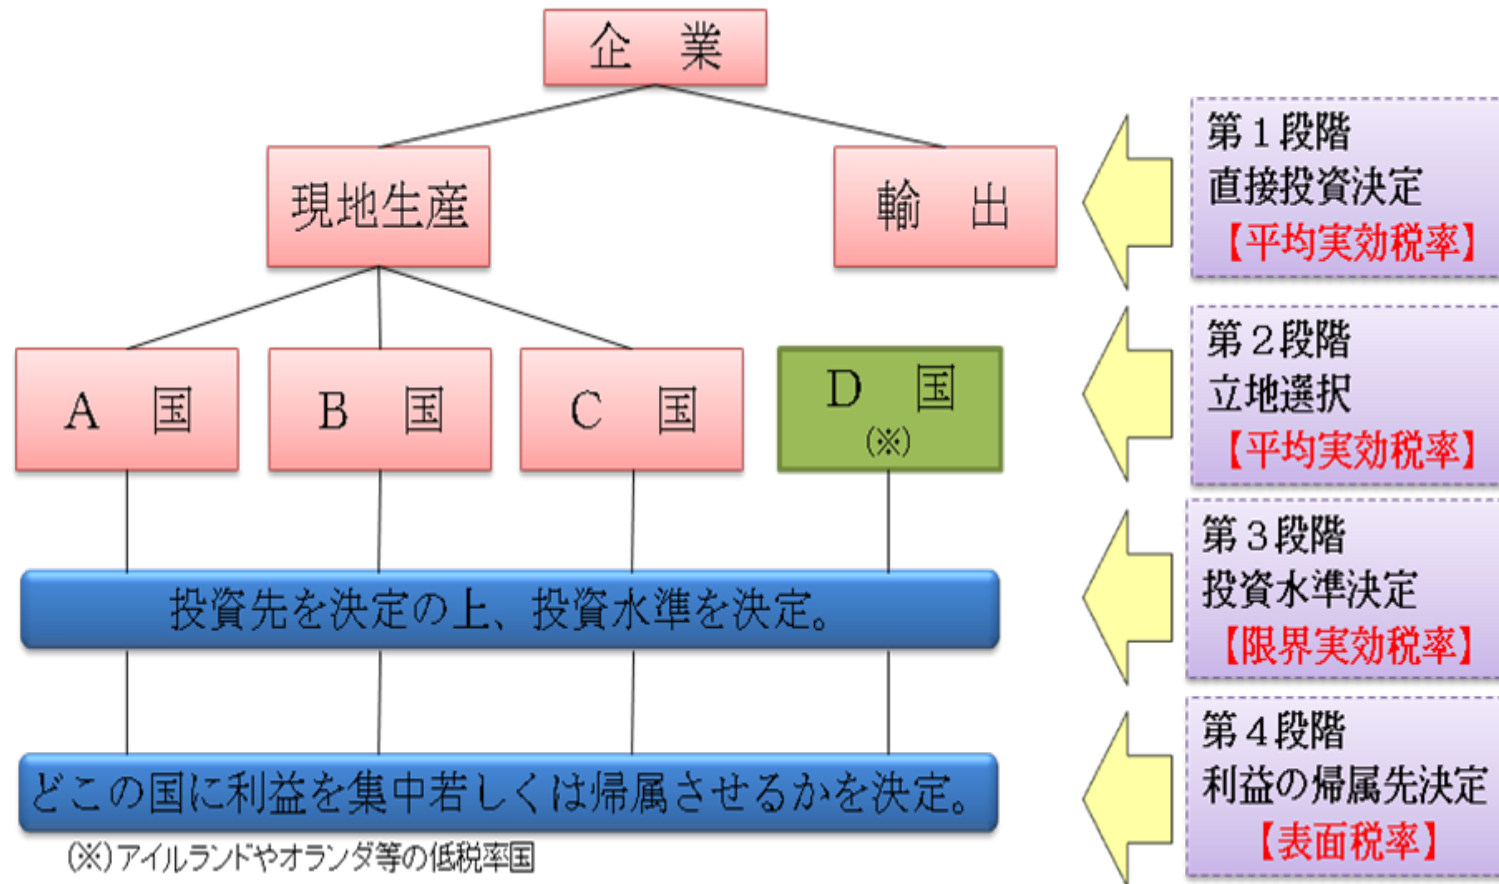 企　業
現地生産
輸　出
第１段階
直接投資決定
【平均実効税率】
A　国
B　国
C　国
D　国
(※)
第２段階
立地選択
【平均実効税率】
投資先を決定の上、投資水準を決定。
第３段階
投資水準決定
【限界実効税率】
どこの国に利益を集中若しくは帰属させるかを決定。
第４段階
利益の帰属先決定
【表面税率】
(※)アイルランドやオランダ等の低税率国